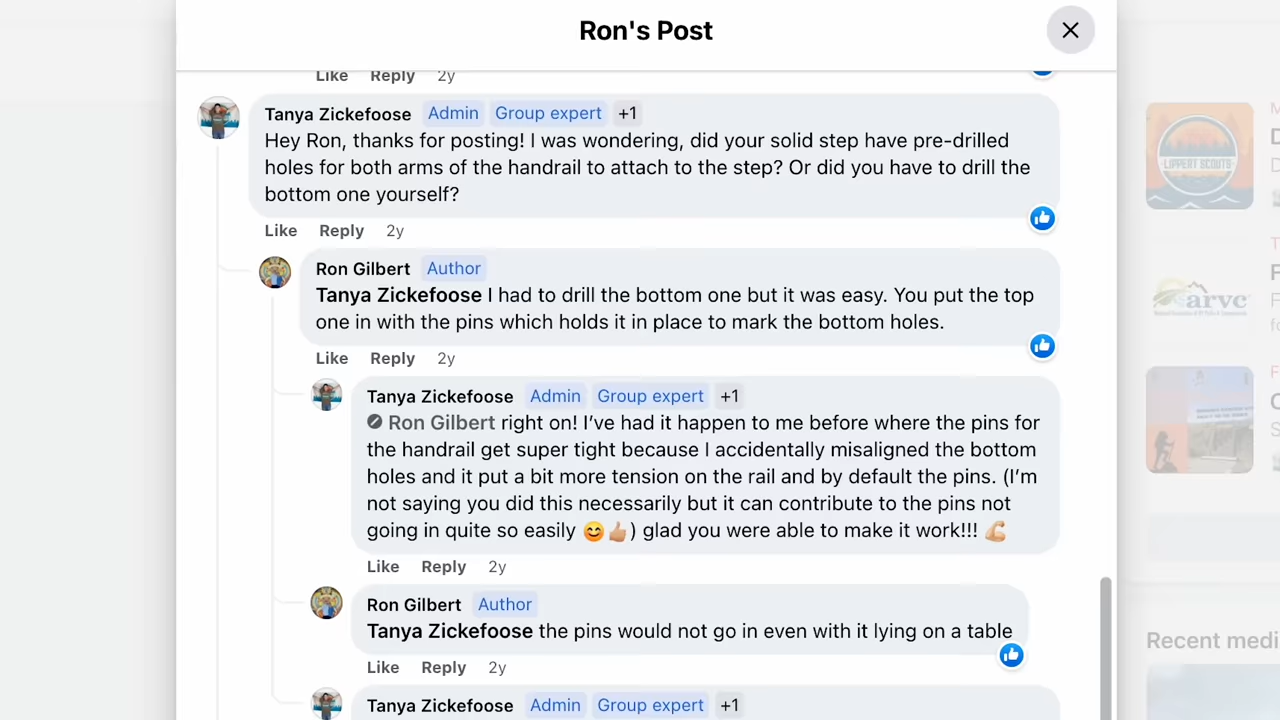 Ron's Post
Like Reply 2y
Tanya Zickefoose Admin Group expert +1
Hey Ron, thanks for posting! I was wondering, did your solid step have pre-drilled
holes for both arms of the handrail to attach to the step? Or did you have to drill the
bottom one yourself?
Like Reply 2y
Ron Gilbert Author
Tanya Zickefoose I had to drill the bottom one but it was easy. You put the top
one in with the pins which holds it in place to mark the bottom holes.
Like Reply 2y
Tanya Zickefoose Admin Group expert +1
Ron Gilbert right on! I’ve had it happen to me before where the pins for
the handrail get super tight because I accidentally misaligned the bottom
holes and it put a bit more tension on the rail and by default the pins. (I’m
not saying you did this necessarily but it can contribute to the pins not
going in quite so easily 😊👍🏼) glad you were able to make it work!!! 💪🏼
Like Reply 2y
Ron Gilbert Author
Tanya Zickefoose the pins would not go in even with it lying on a table
Like Reply 2y
Tanya Zickefoose Admin Group expert +1
LIPPERT SCOUTS
arvc
Recent medi